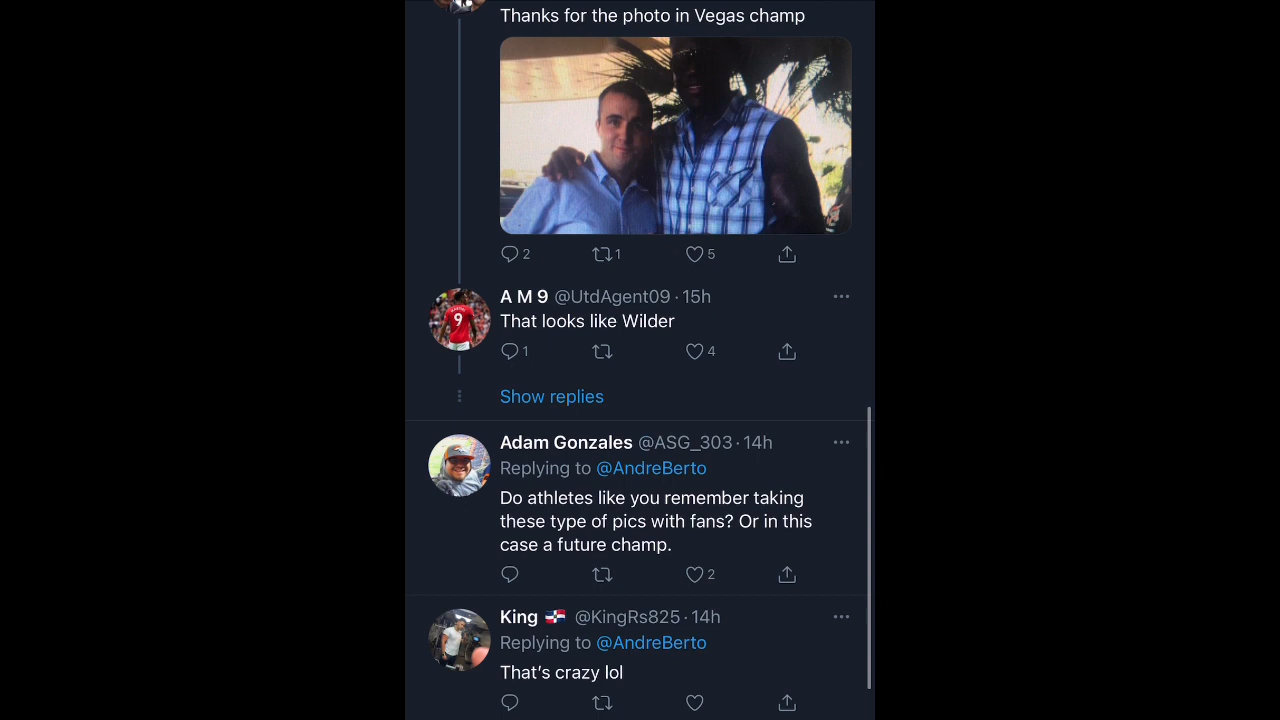 Thanks for the photo in Vegas champ
2 1 5
A M 9 @UtdAgent09 · 15h
That looks like Wilder
1 4
Show replies
Adam Gonzales @ASG_303 · 14h
Replying to @AndreBerto
Do athletes like you remember taking
these type of pics with fans? Or in this
case a future champ.
2
King 🇩🇴 @KingRs825 · 14h
Replying to @AndreBerto
That’s crazy lol